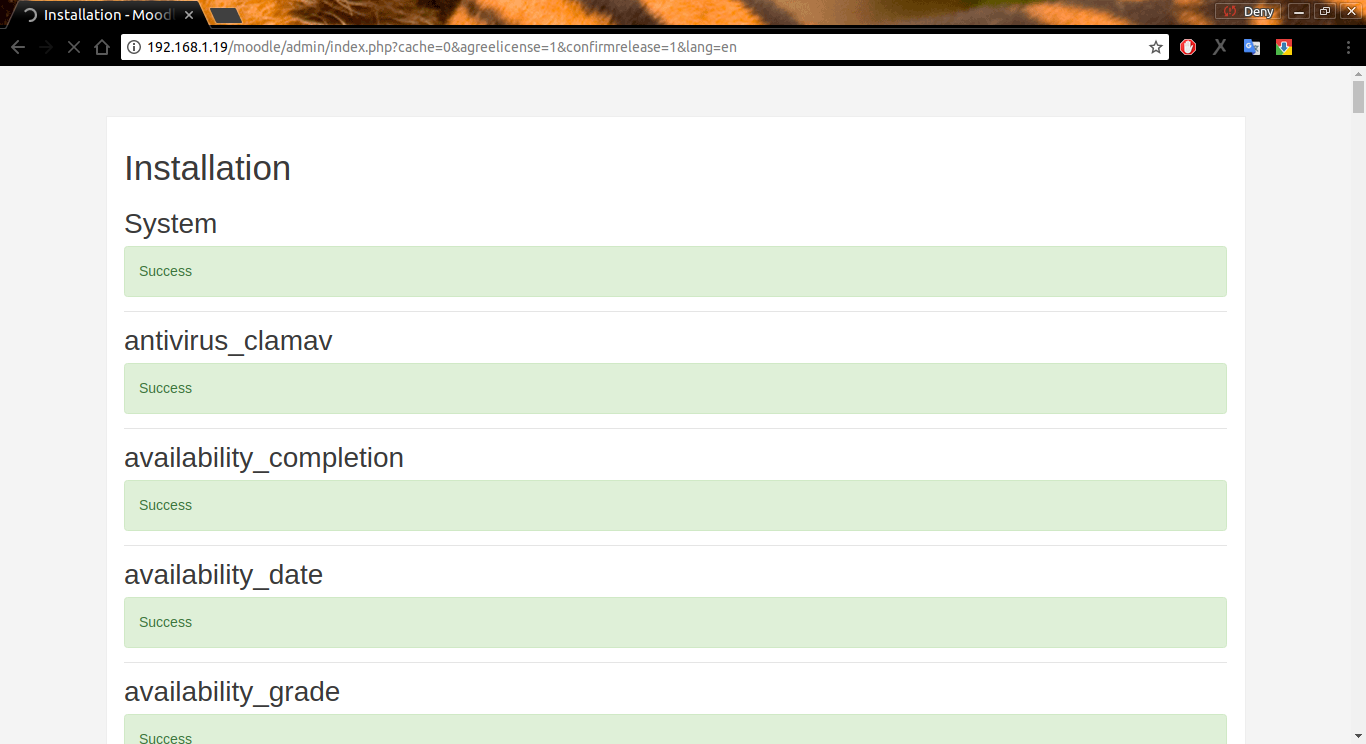 Installation - Mood
Deny
192.168.1.19/moodle/admin/index.php?cache=0&agreelicense=1&confirmrelease=1&lang=en
Installation
System
Success
antivirus_clamav
Success
availability_completion
Success
availability_date
Success
availability_grade
Success